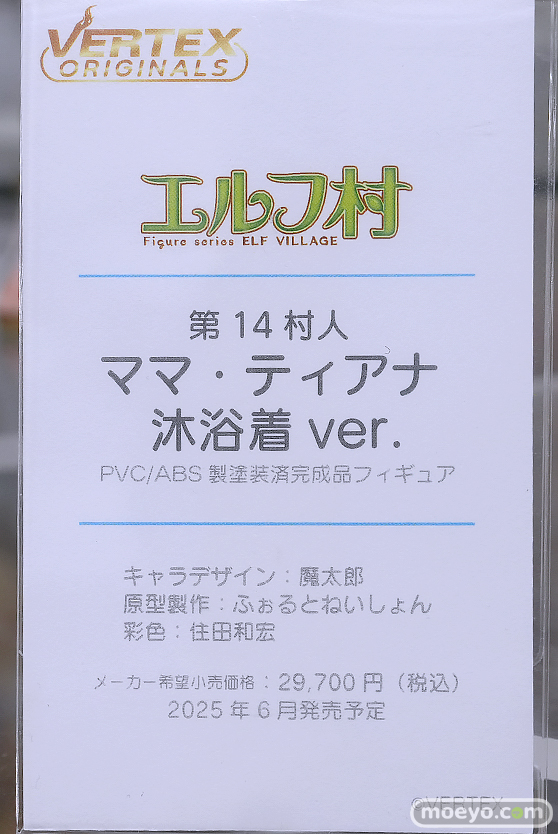 VERTEX
ORIGINALS
エルフ村
Figure series ELF VILLAGE
第14村人
ママ・ティアナ
沐浴着 ver.
PVC/ABS 製塗装済完成品フィギュア
キャラデザイン：魔太郎
原型製作：ふぉるとねいしょん
彩色：住田和宏
メーカー希望小売価格：29,700円（税込）
2025年6月発売予定
©VERTEX
moeyo.com